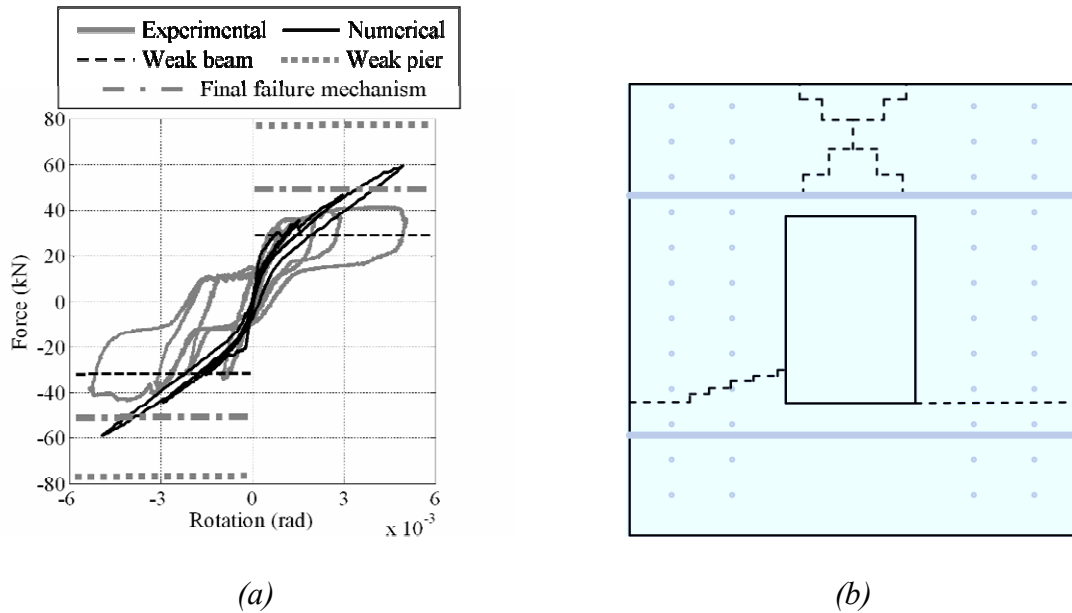 Experimental Numerical
Weak beam Weak pier
Final failure mechanism
80
60
40
20
0
-20
-40
-60
-80
Force (kN)
-6 -3 0 3 6
Rotation (rad) x 10⁻³
(a) (b)